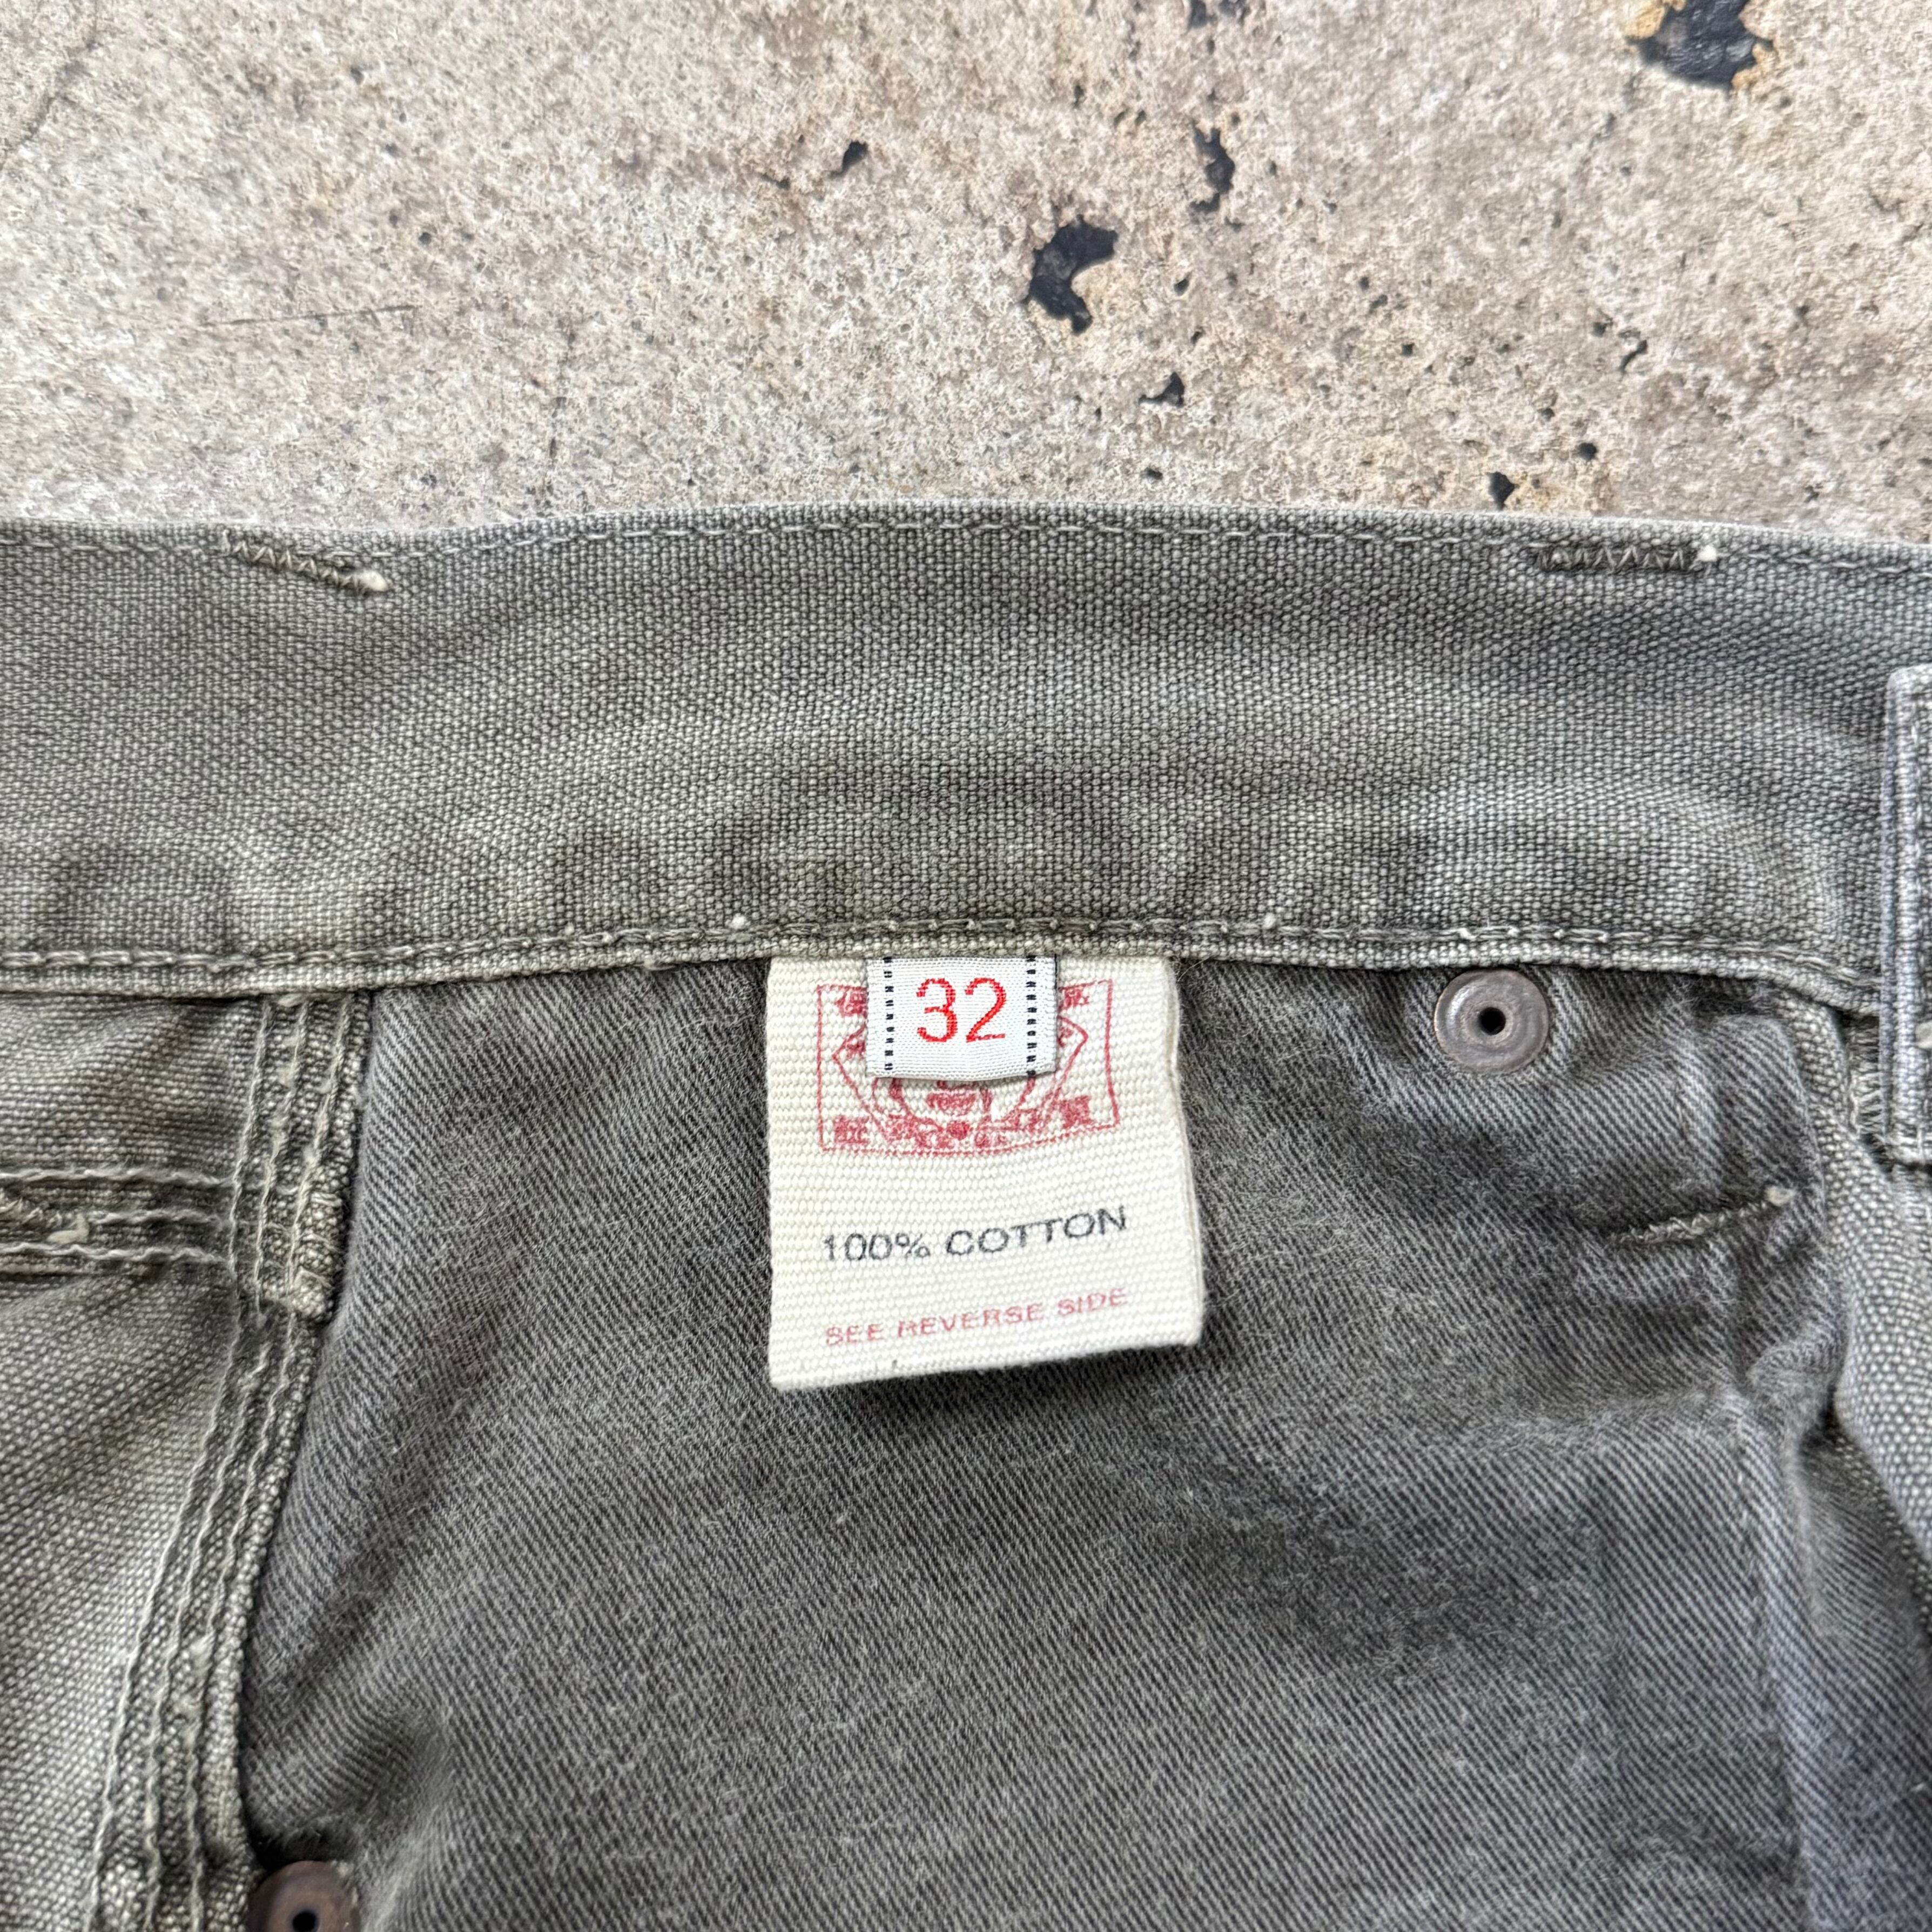 32
100% COTTON
SEE REVERSE SIDE